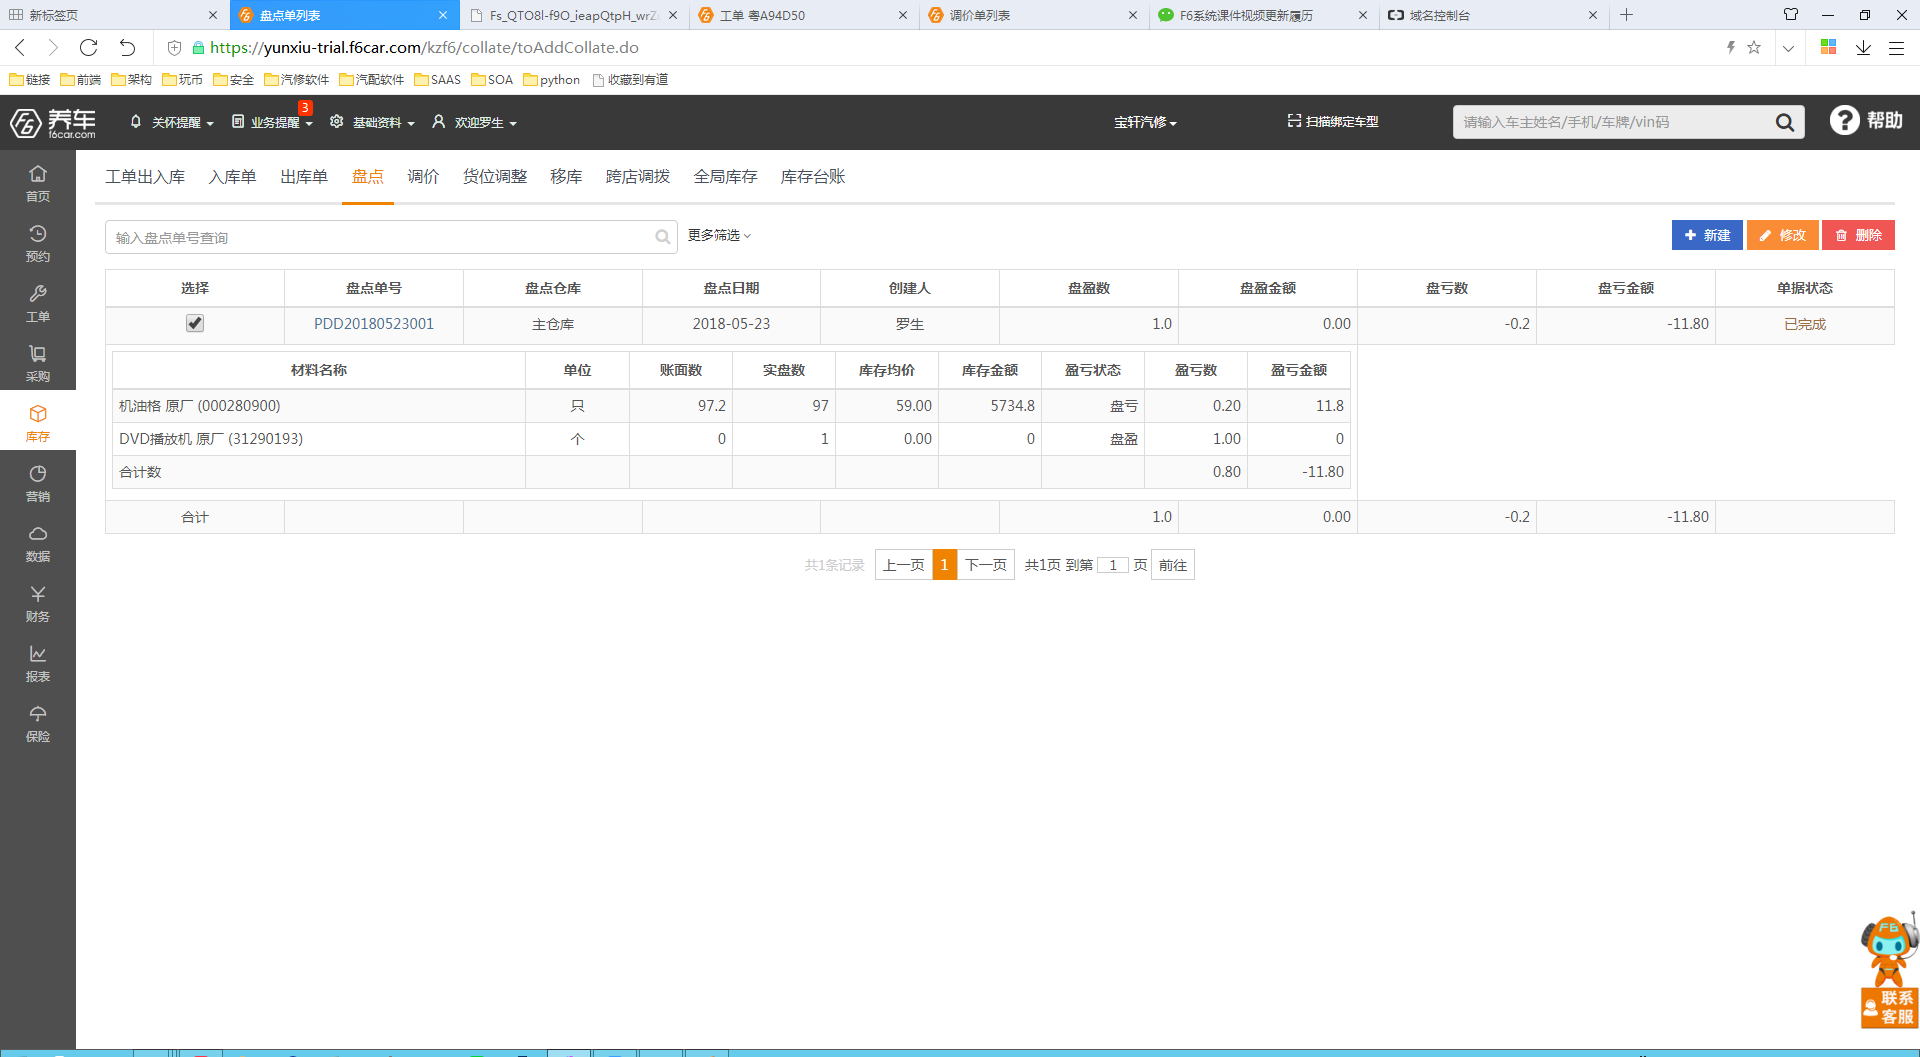 新标签页
盘点单列表
Fs_QTO8l-f9O_ieapQtpH_wrZ
工单 粤A94D50
调价单列表
F6系统课件视频更新履历
域名控制台
https://yunxiu-trial.f6car.com/kzf6/collate/toAddCollate.do
链接 前端 架构 玩币 安全 汽修软件 汽配软件 SAAS SOA python 收藏到有道
养车
f6car.com
关怀提醒 业务提醒 3 基础资料 欢迎罗生 宝轩汽修 扫描绑定车型 请输入车主姓名/手机/车牌/vin码 帮助
首页
预约
工单
采购
库存
营销
数据
财务
报表
保险
工单出入库 入库单 出库单 盘点 调价 货位调整 移库 跨店调拨 全局库存 库存台账
输入盘点单号查询 更多筛选 新建 修改 删除
选择 盘点单号 盘点仓库 盘点日期 创建人 盘盈数 盘盈金额 盘亏数 盘亏金额 单据状态
PDD20180523001 主仓库 2018-05-23 罗生 1.0 0.00 -0.2 -11.80 已完成
材料名称 单位 账面数 实盘数 库存均价 库存金额 盈亏状态 盈亏数 盈亏金额
机油格 原厂 (000280900) 只 97.2 97 59.00 5734.8 盘亏 0.20 11.8
DVD播放机 原厂 (31290193) 个 0 1 0.00 0 盘盈 1.00 0
合计数 0.80 -11.80
合计 1.0 0.00 -0.2 -11.80
共1条记录 上一页 1 下一页 共1页 到第 1 页 前往
F6
联系
客服